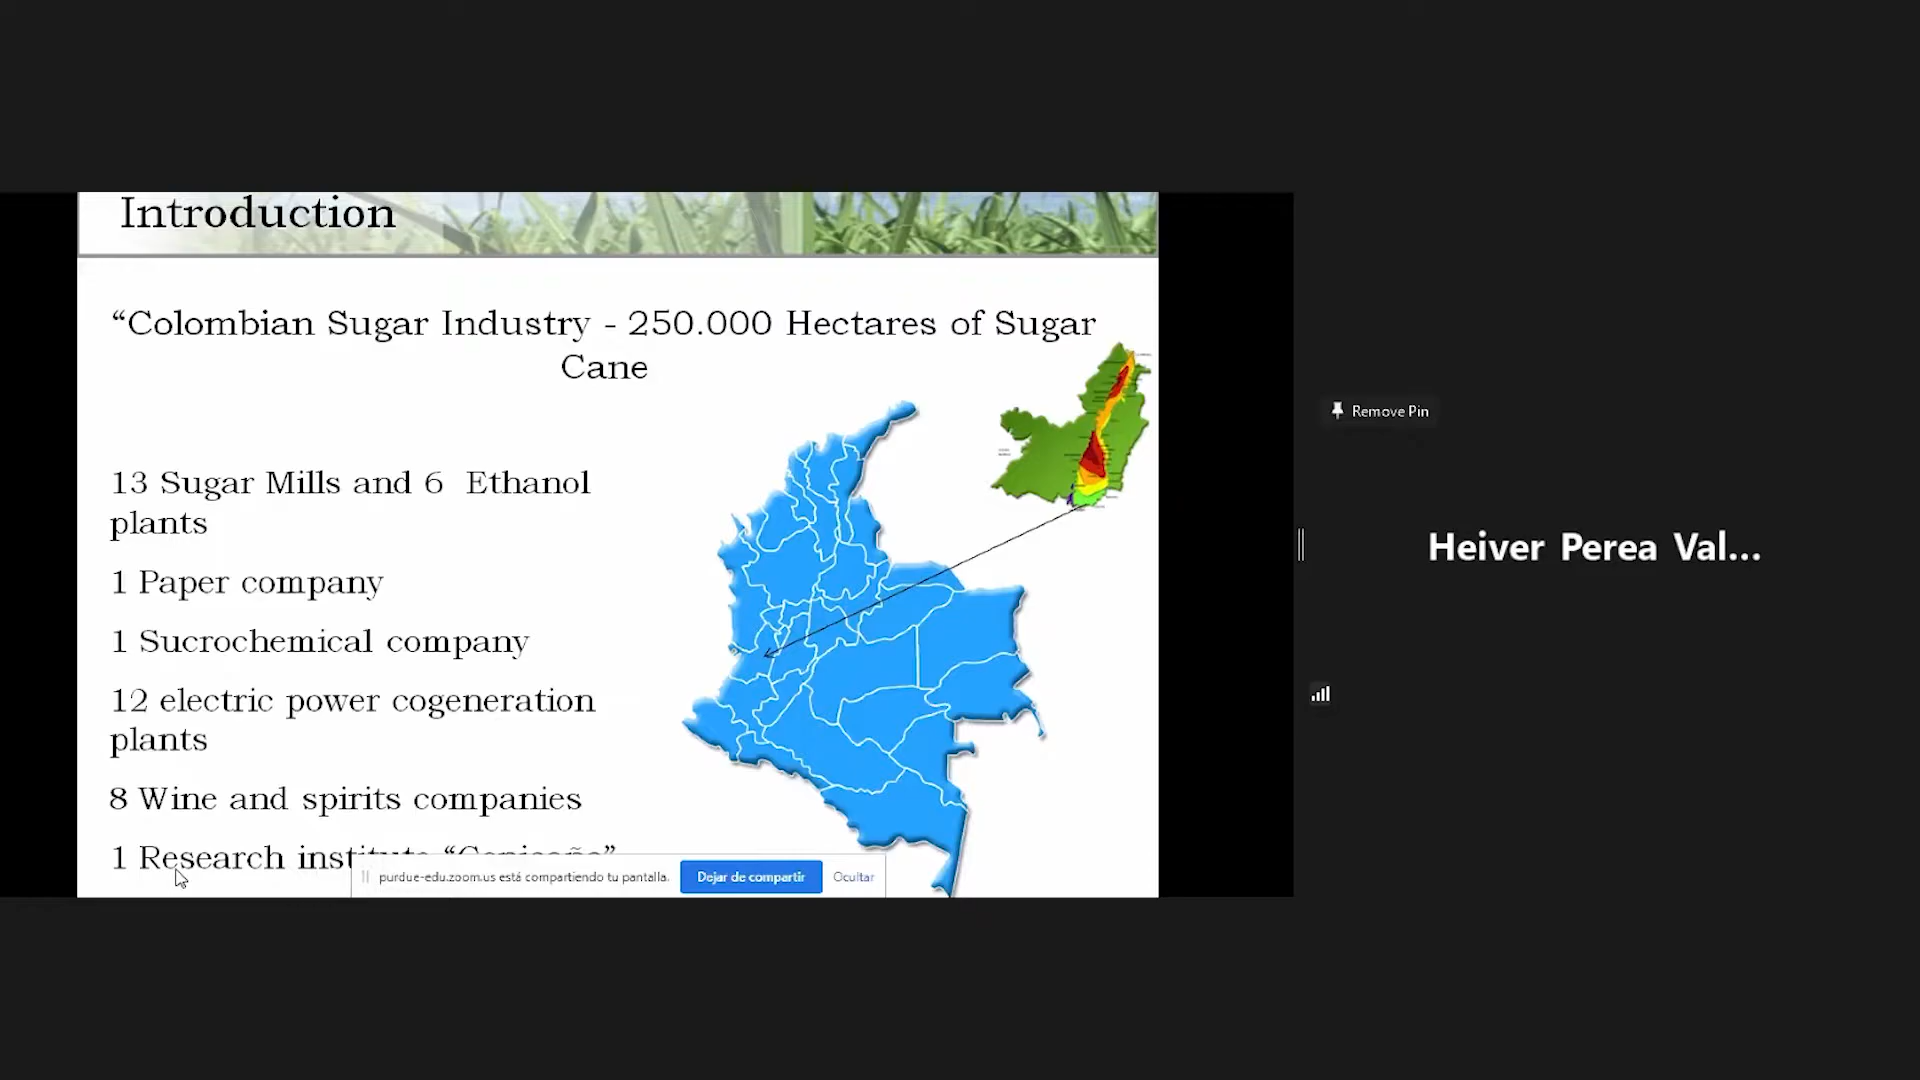 Introduction
“Colombian Sugar Industry - 250.000 Hectares of Sugar
Cane
13 Sugar Mills and 6 Ethanol
plants
1 Paper company
1 Sucrochemical company
12 electric power cogeneration
plants
8 Wine and spirits companies
1 Research institute “Cenicaña”
purdue-edu.zoom.us está compartiendo tu pantalla.
Dejar de compartir
Ocultar
Remove Pin
Heiver Perea Val...